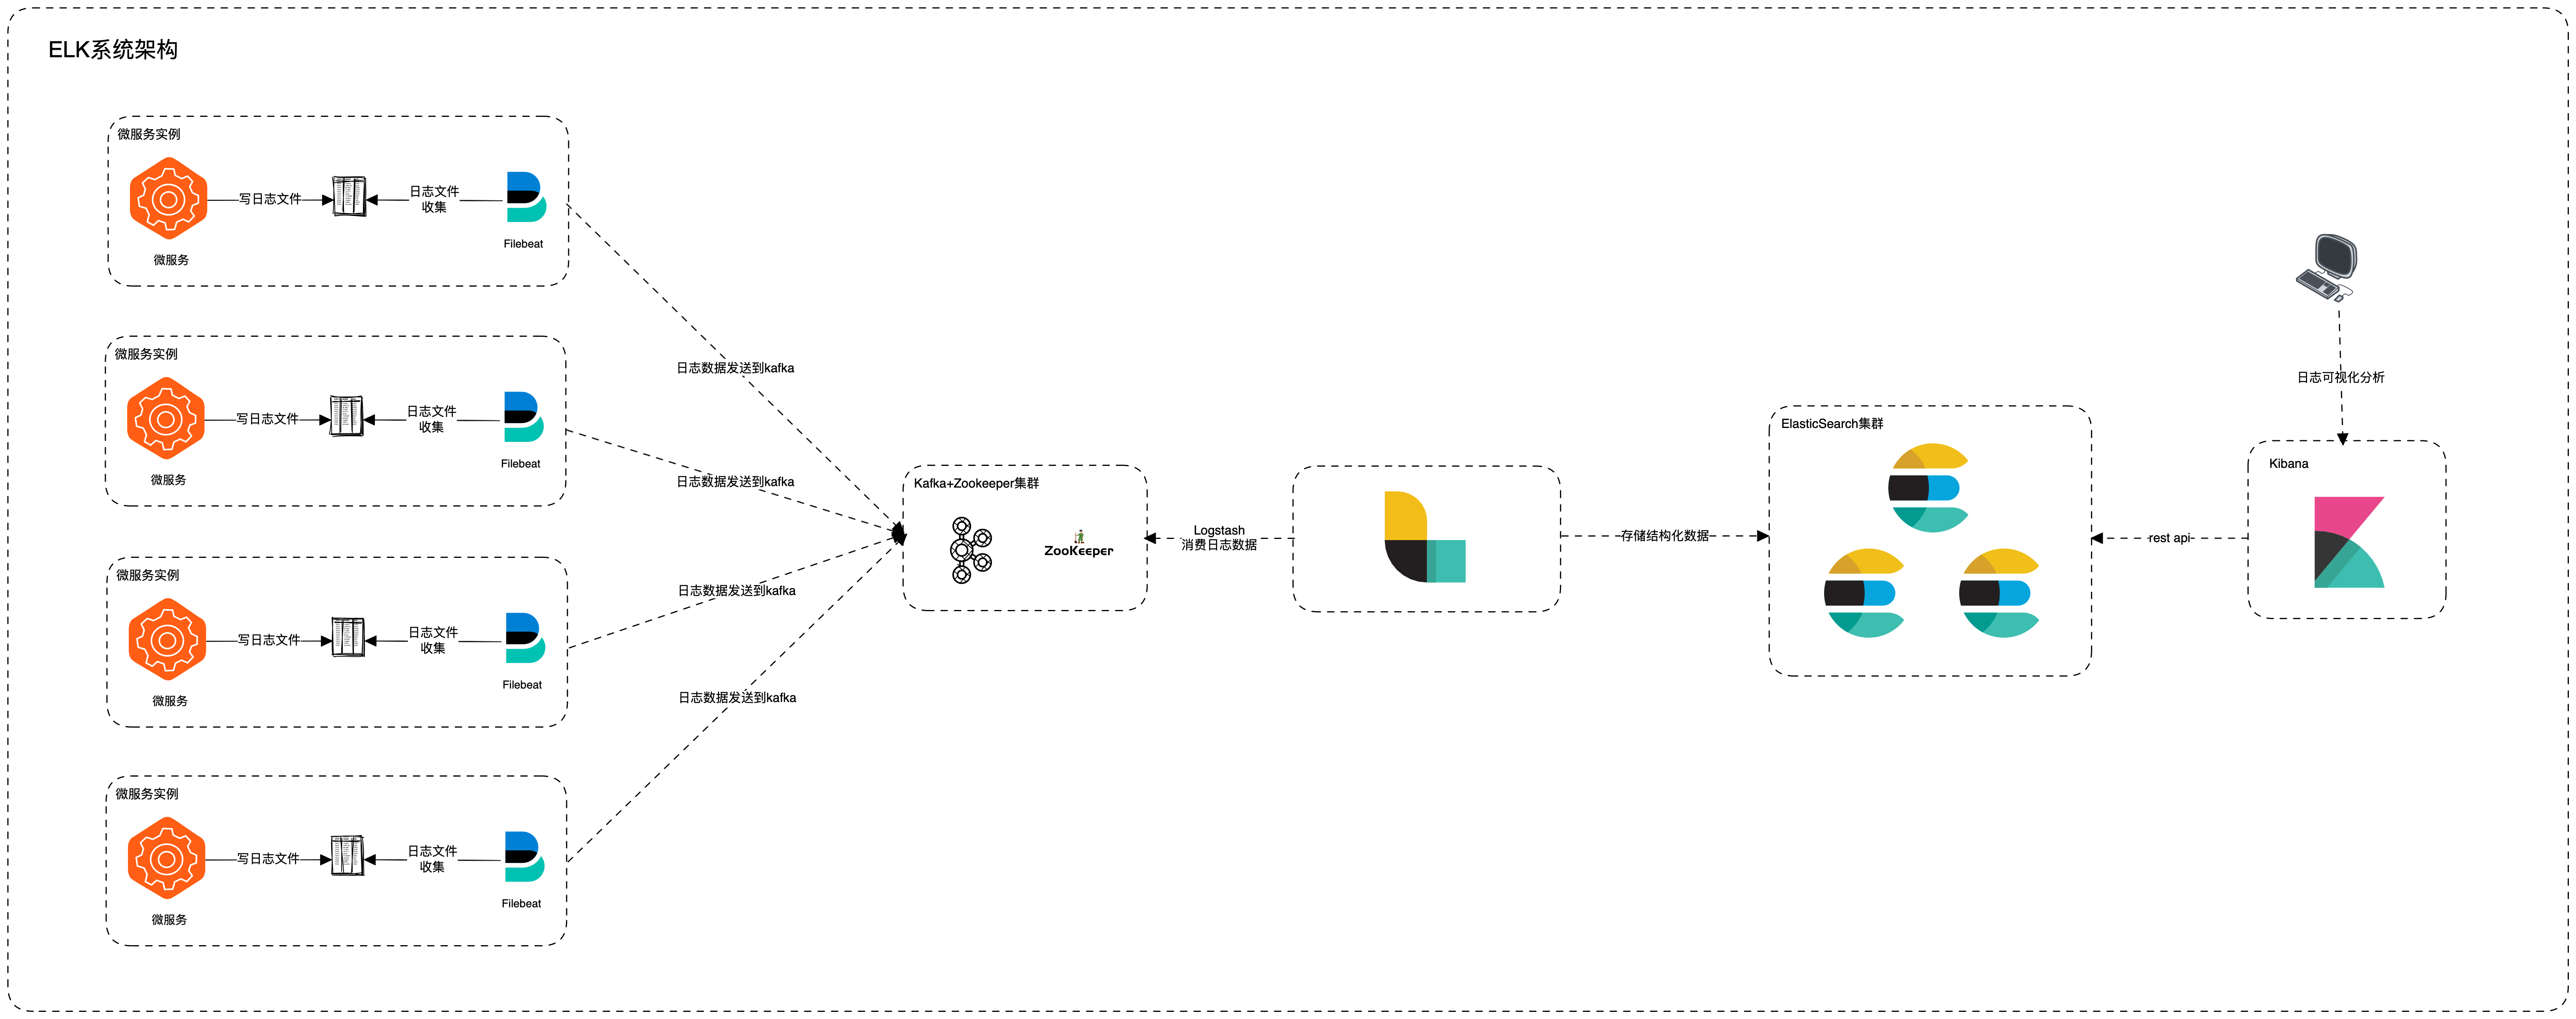 ELK系统架构
微服务实例
写日志文件
日志文件
收集
微服务
Filebeat
微服务实例
写日志文件
日志文件
收集
微服务
Filebeat
微服务实例
写日志文件
日志文件
收集
微服务
Filebeat
微服务实例
写日志文件
日志文件
收集
微服务
Filebeat
日志数据发送到kafka
日志数据发送到kafka
日志数据发送到kafka
日志数据发送到kafka
Kafka+Zookeeper集群
ZooKeeper
Logstash
消费日志数据
存储结构化数据
ElasticSearch集群
rest api
日志可视化分析
Kibana